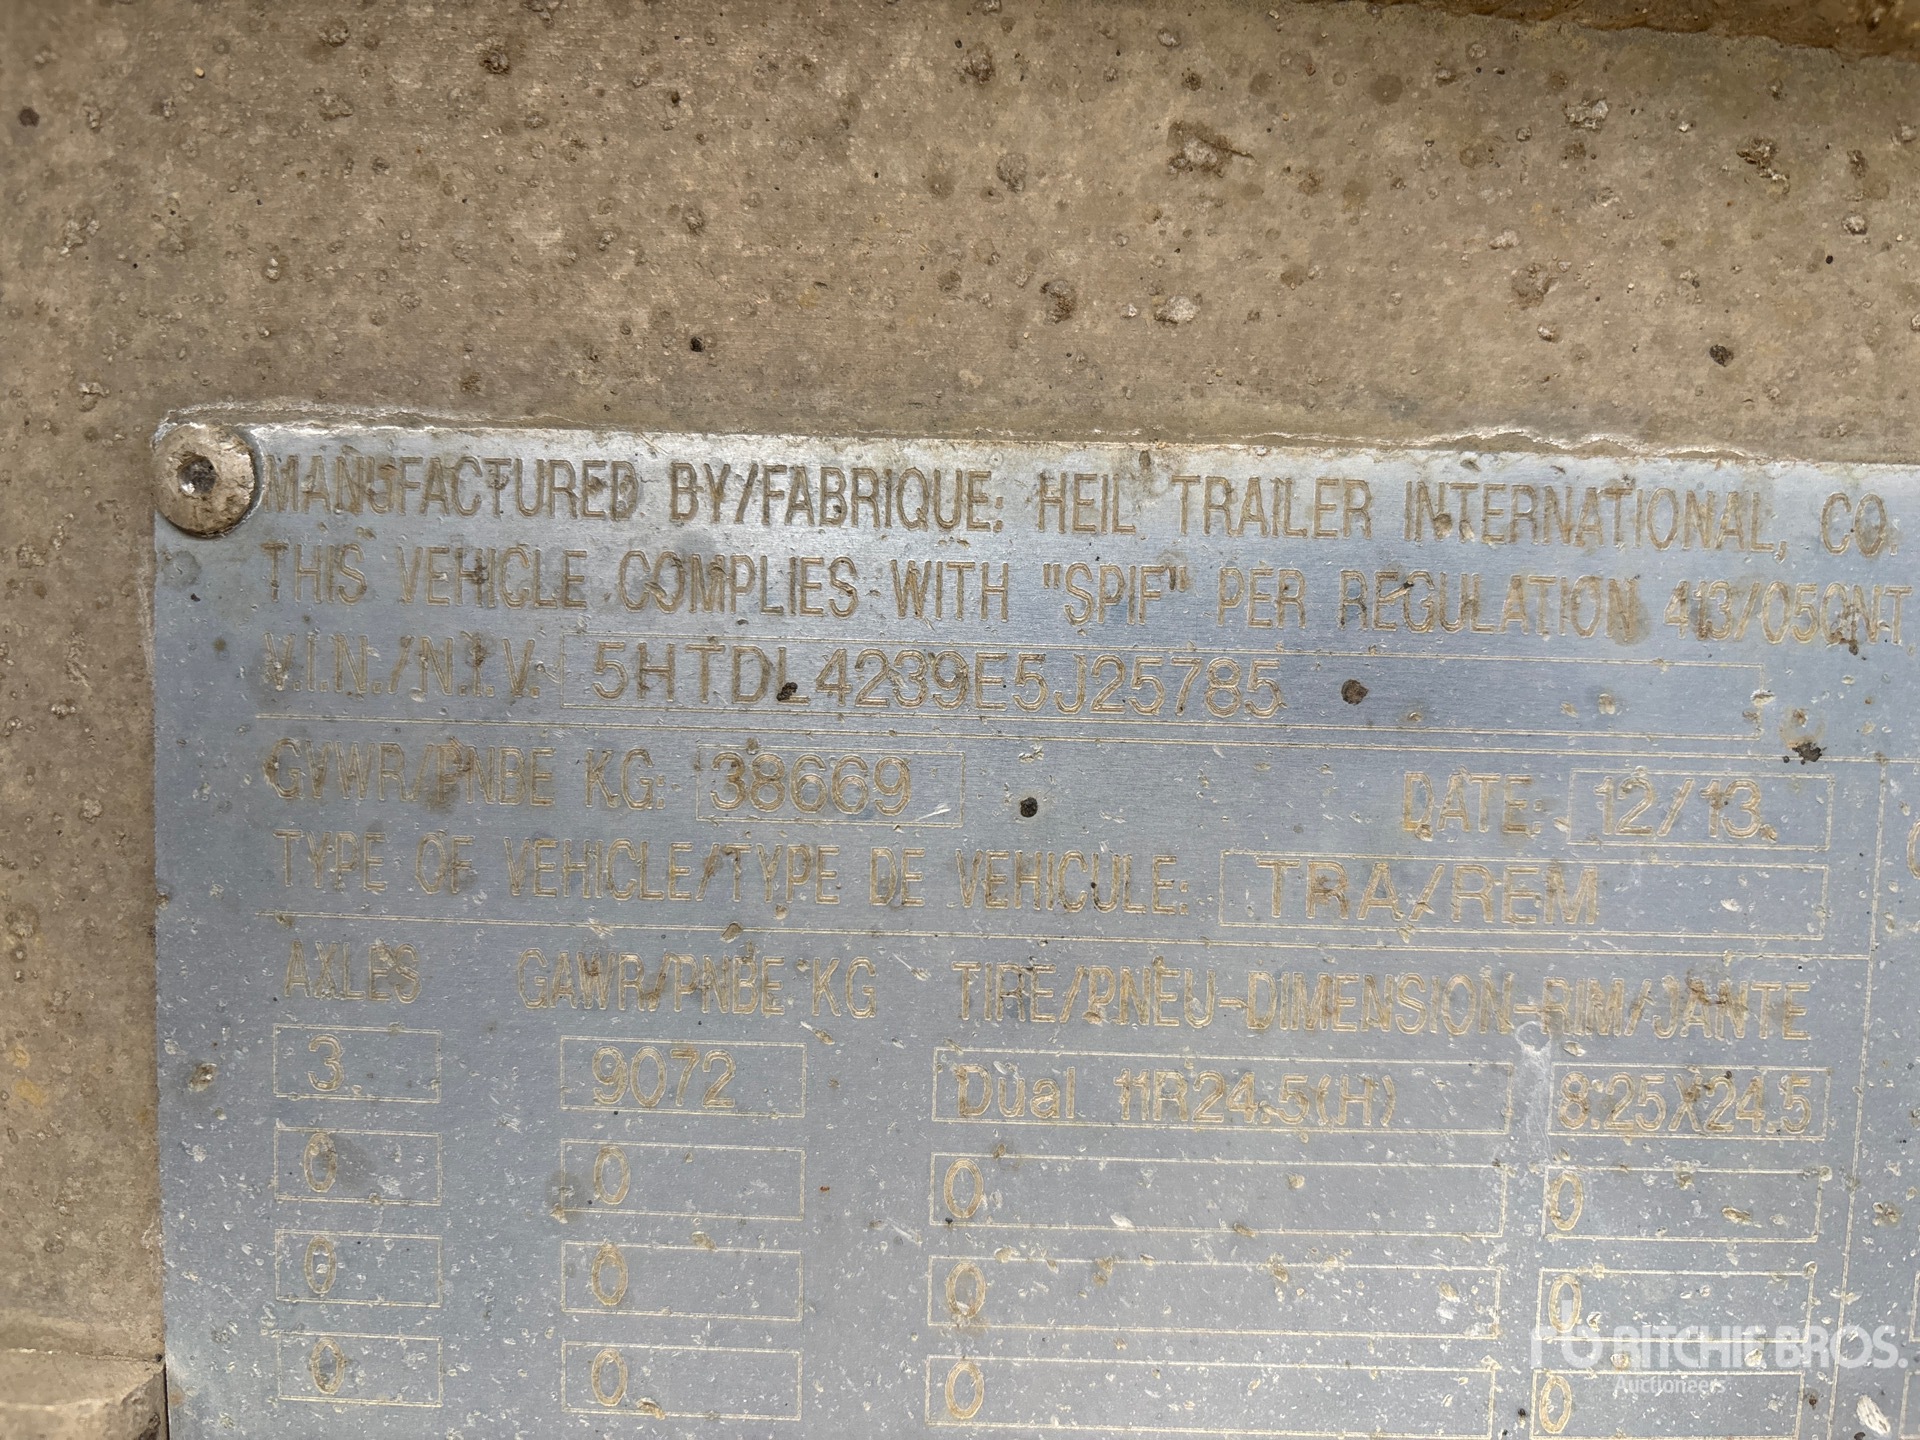 MANUFACTURED BY/FABRIQUE: HEIL TRAILER INTERNATIONAL, CO.
THIS VEHICLE COMPLIES WITH "SPIF" PER REGULATION 413/05ONT.
V.I.N./N.I.V. 5HTDL4239E5J25785
GVWR/PNBE KG: 38669 DATE: 12/13
TYPE OF VEHICLE/TYPE DE VEHICULE: TRA/REM
AXLES GAWR/PNBE KG TIRE/PNEU-DIMENSION-RIM/JANTE
3 9072 Dual 11R24.5(H) 8.25X24.5
0 0 0 0
0 0 0 0
0 0 0 0
RITCHIE BROS.
Auctioneers